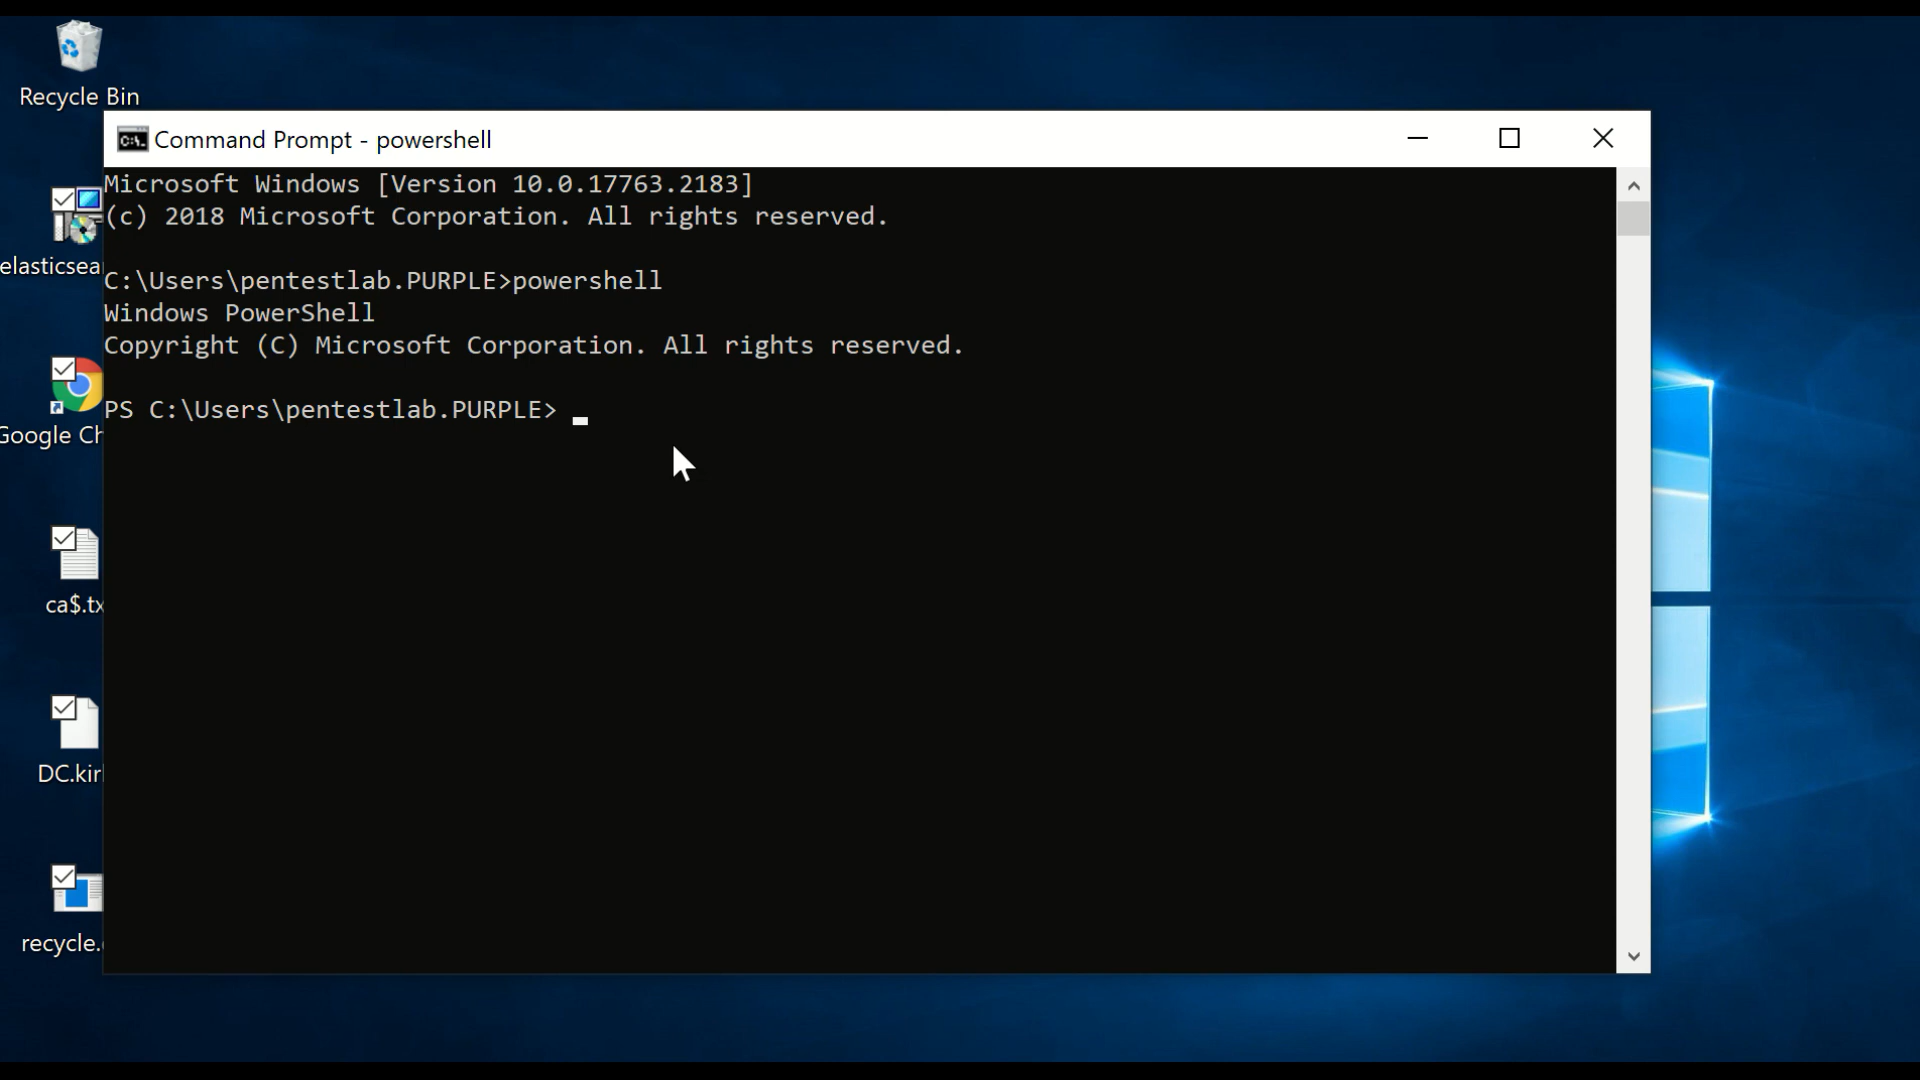 Recycle Bin
Command Prompt - powershell
Microsoft Windows [Version 10.0.17763.2183]
(c) 2018 Microsoft Corporation. All rights reserved.
elasticsea
C:\Users\pentestlab.PURPLE>powershell
Windows PowerShell
Copyright (C) Microsoft Corporation. All rights reserved.
PS C:\Users\pentestlab.PURPLE>
Google Ch
ca$.tx
DC.kir
recycle.